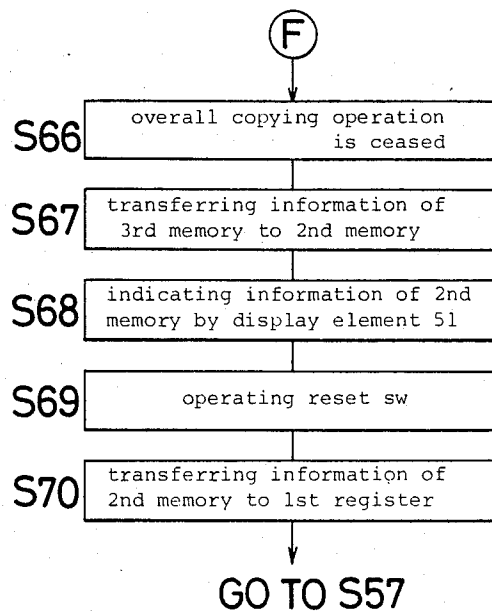 F
S66
overall copying operation
is ceased
S67
transferring information of
3rd memory to 2nd memory
S68
indicating information of 2nd
memory by display element 51
S69
operating reset sw
S70
transferring information of
2nd memory to 1st register
GO TO S57